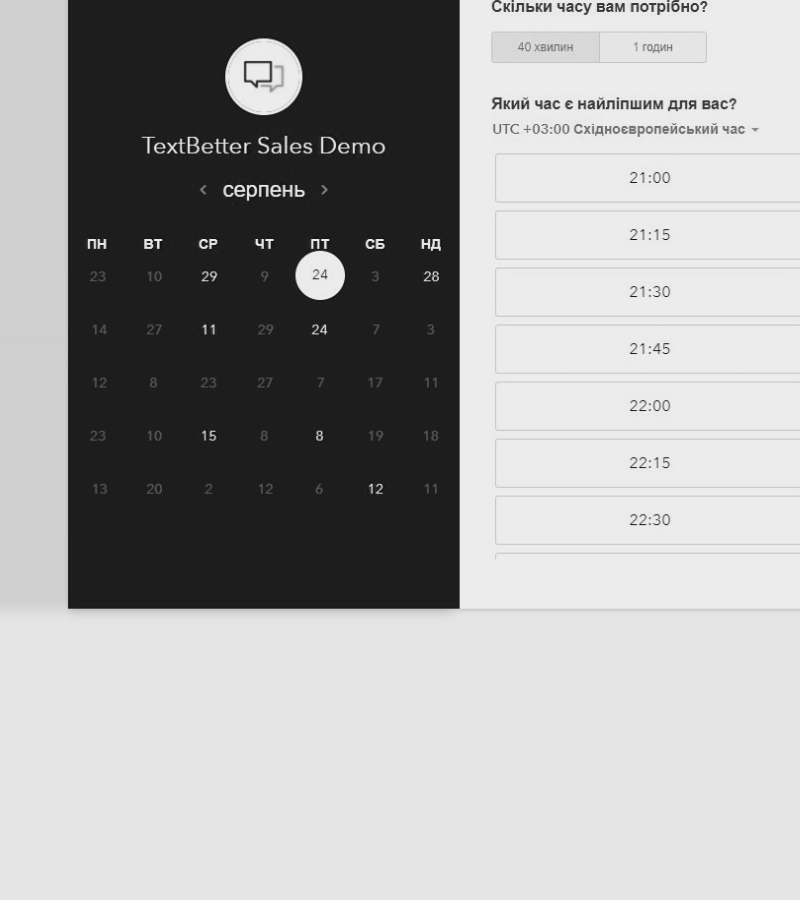 TextBetter Sales Demo
серпень
ПН ВТ СР ЧТ ПТ СБ НД
23 10 29 9 24 3 28
14 27 11 29 24 7 3
12 8 23 27 7 17 11
23 10 15 8 8 19 18
13 20 2 12 6 12 11
Скільки часу вам потрібно?
40 хвилин 1 годин
Який час є найліпшим для вас?
UTC +03:00 Східноєвропейський час
21:00
21:15
21:30
21:45
22:00
22:15
22:30